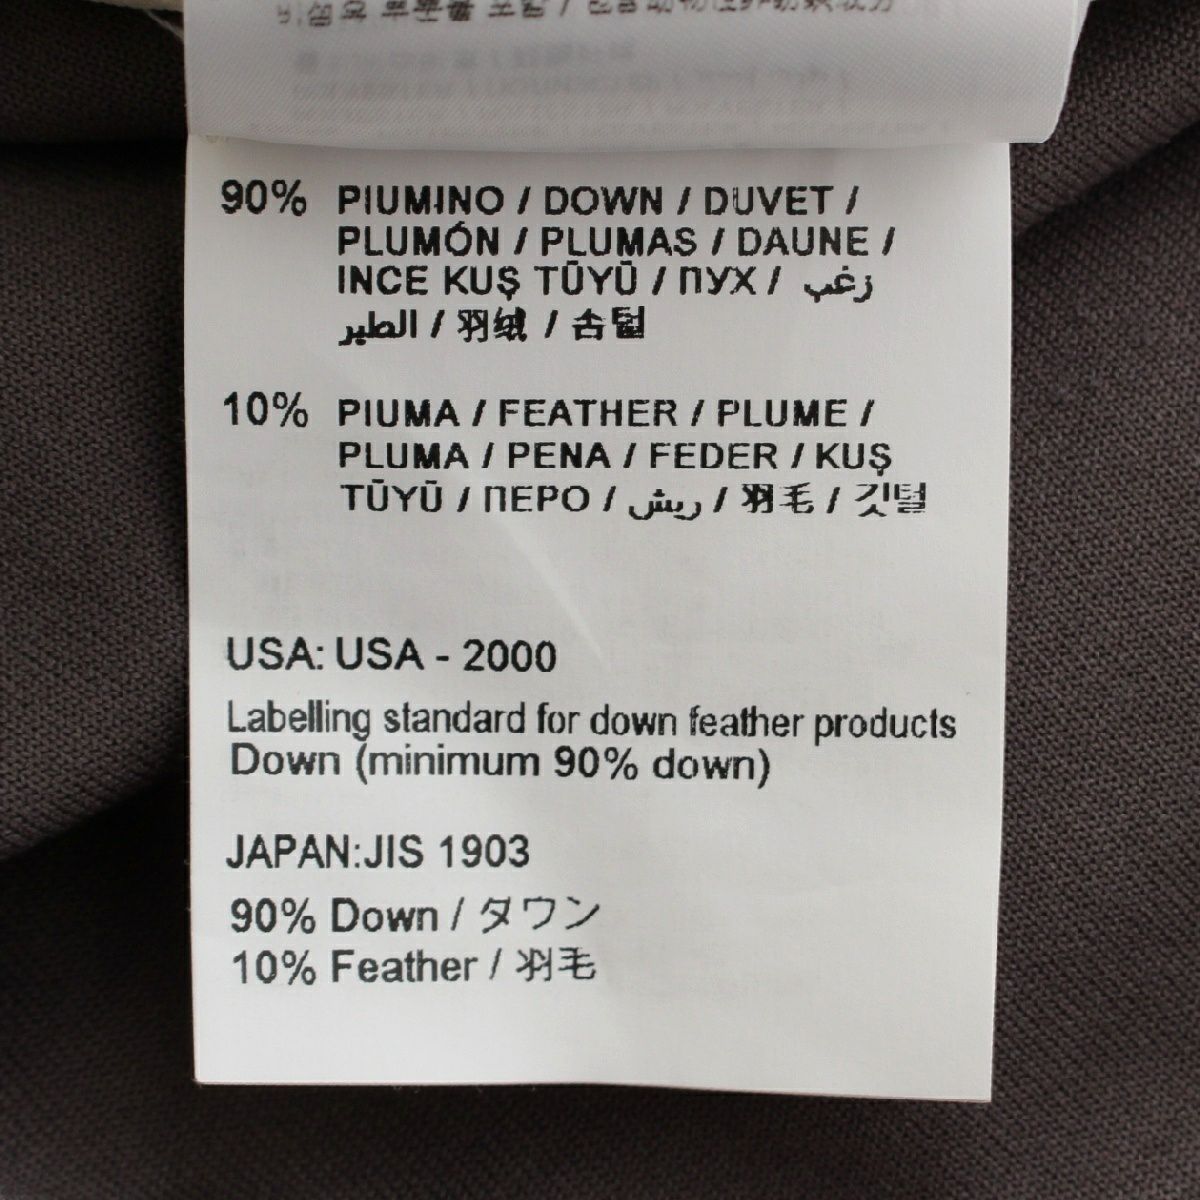 90% PIUMINO / DOWN / DUVET /
PLUMÓN / PLUMAS / DAUNE /
INCE KUŞ TŪYŪ / ПУХ / زغب
الطير / 羽绒 / 솜털
10% PIUMA / FEATHER / PLUME /
PLUMA / PENA / FEDER / KUŞ
TŪYŪ / ПЕРО / ريش / 羽毛 / 깃털
USA: USA - 2000
Labelling standard for down feather products
Down (minimum 90% down)
JAPAN:JIS 1903
90% Down / ダウン
10% Feather / 羽毛